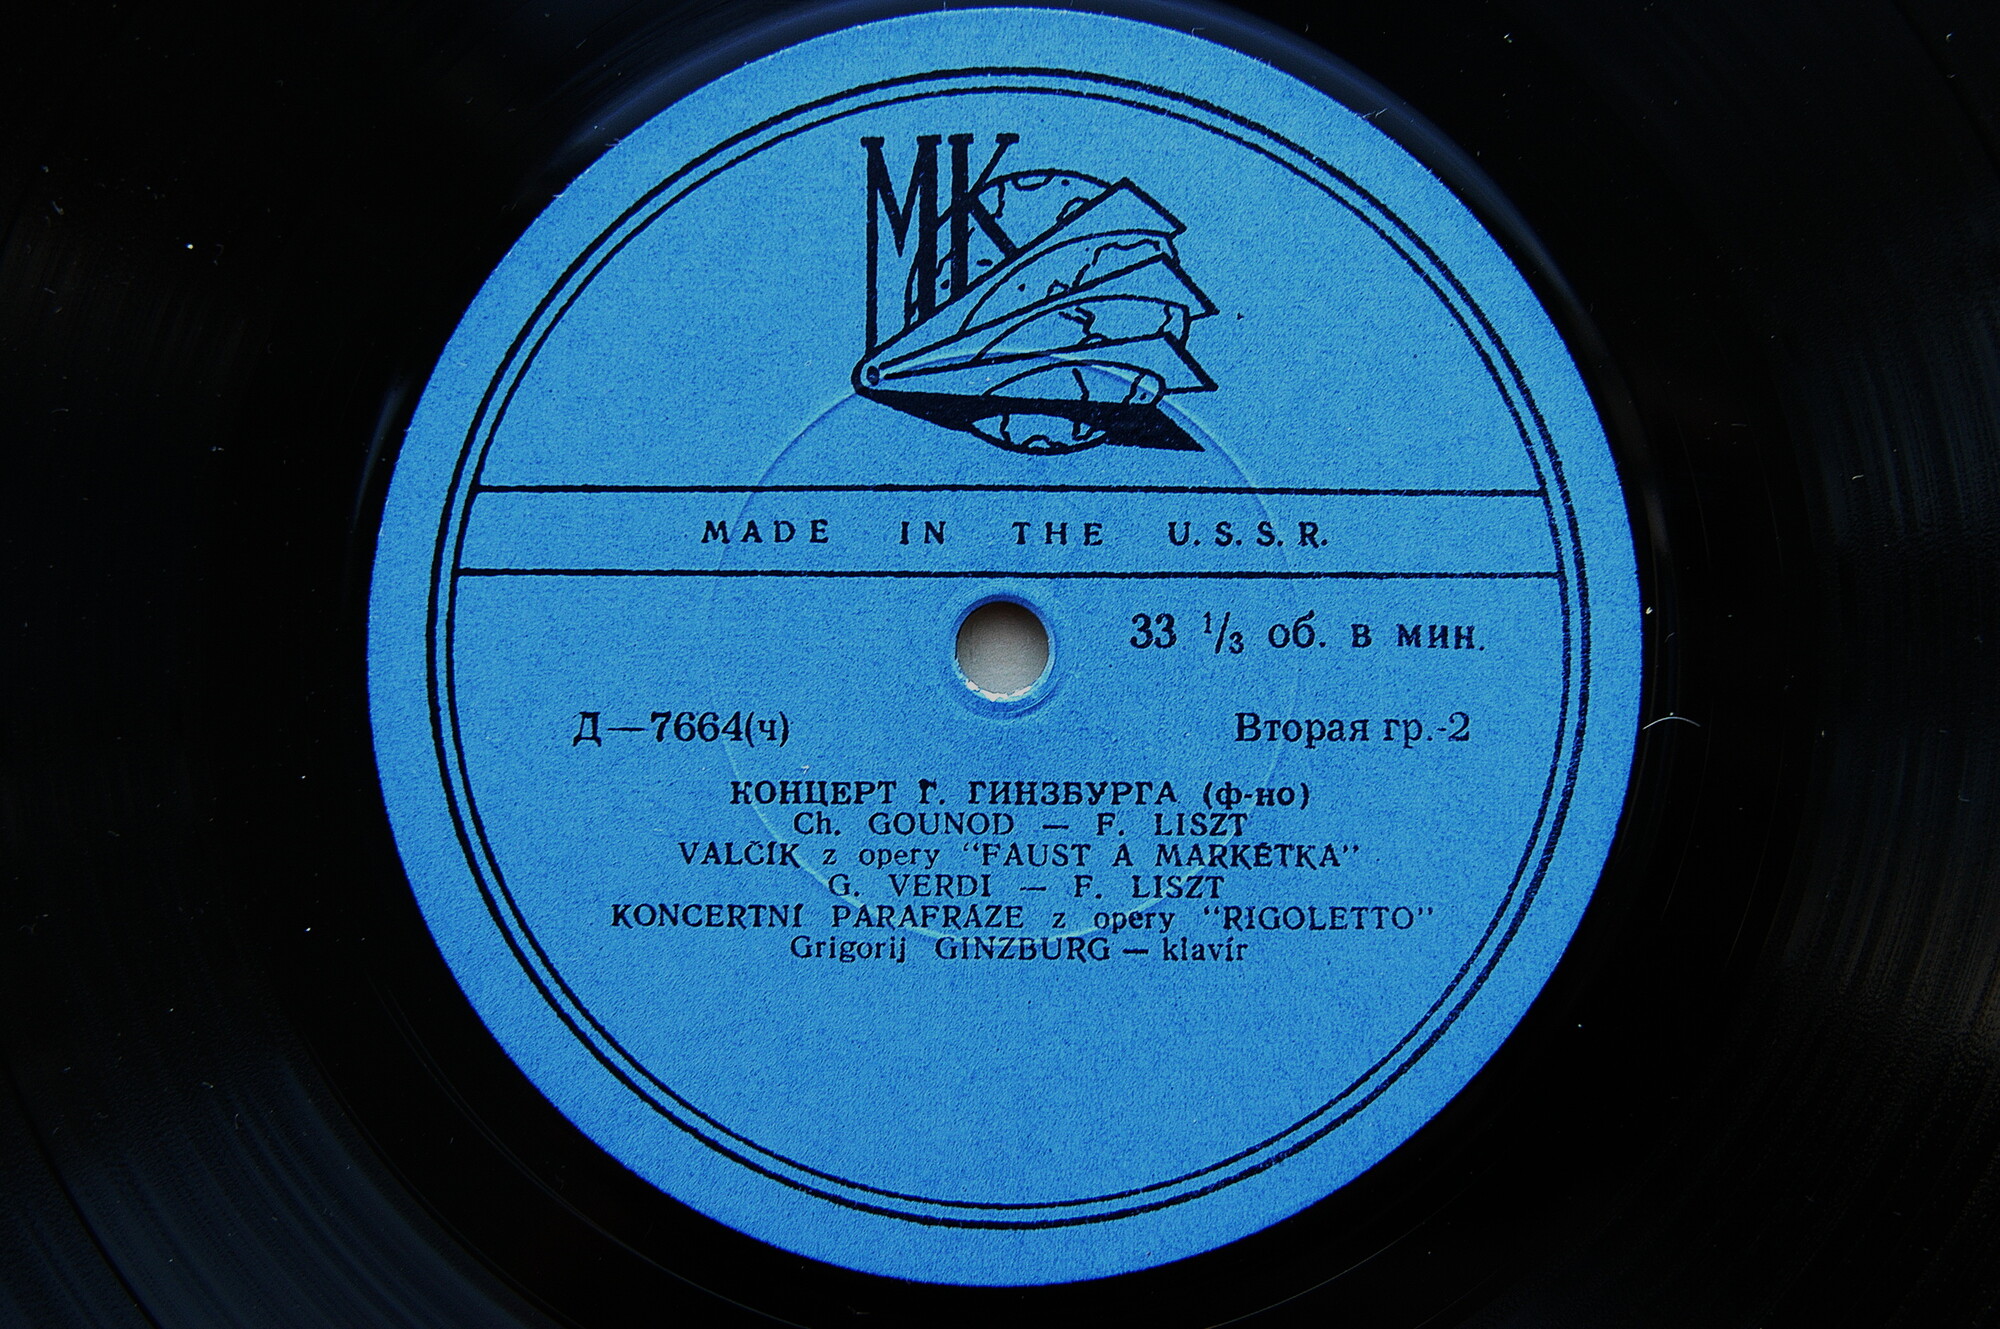 МК
MADE IN THE U.S.S.R.
33 1/3 об. в мин.
Д—7664(ч) Вторая гр.-2
КОНЦЕРТ Г. ГИНЗБУРГА (ф-но)
Ch. GOUNOD — F. LISZT
VALČÍK z opery “FAUST A MARKÉTKA”
G. VERDI — F. LISZT
KONCERTNÍ PARAFRÁZE z opery “RIGOLETTO”
Grigorij GINZBURG — klavír